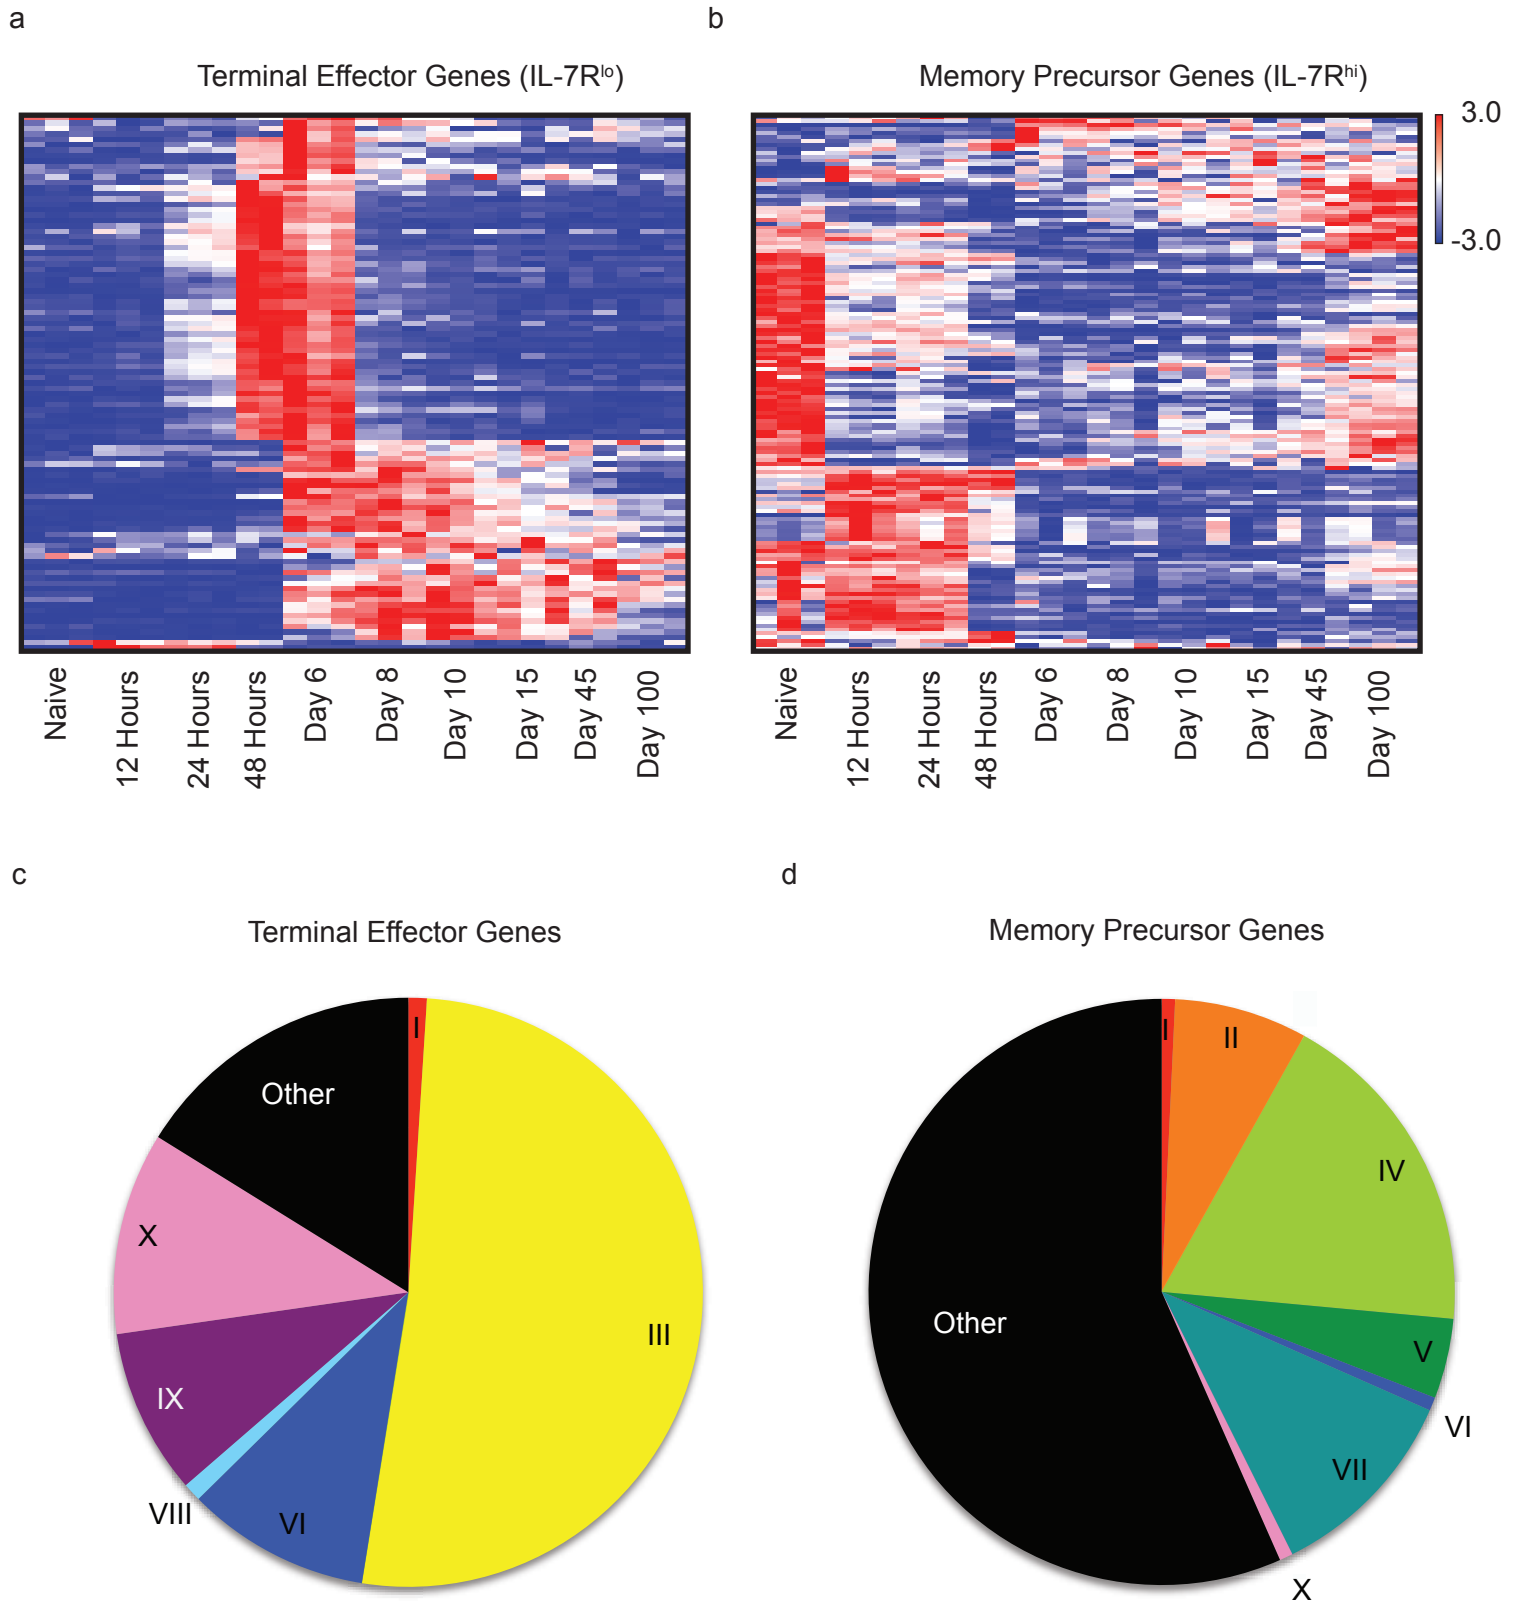 a
b
Terminal Effector Genes (IL-7Rlo)
Memory Precursor Genes (IL-7Rhi)
3.0
-3.0
Naive
12 Hours
24 Hours
48 Hours
Day 6
Day 8
Day 10
Day 15
Day 45
Day 100
Naive
12 Hours
24 Hours
48 Hours
Day 6
Day 8
Day 10
Day 15
Day 45
Day 100
c
d
Terminal Effector Genes
Memory Precursor Genes
I
Other
X
III
IX
VIII
VI
I
II
IV
Other
V
VI
VII
X